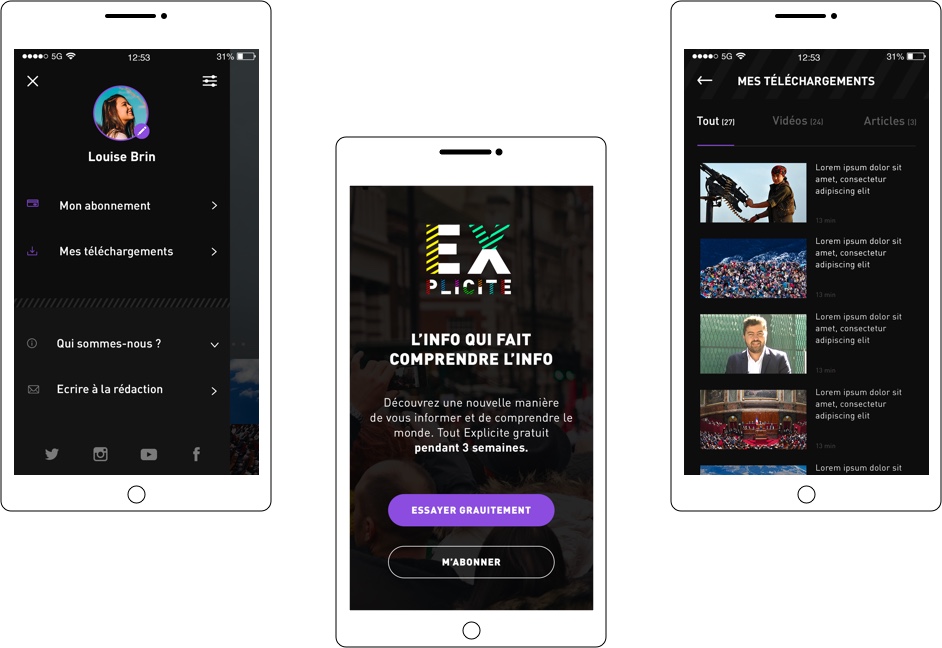 5G
12:53
31%
Louise Brin
Mon abonnement
Mes téléchargements
Qui sommes-nous ?
Ecrire à la rédaction
EX
PLICITE
L'INFO QUI FAIT
COMPRENDRE L'INFO
Découvrez une nouvelle manière
de vous informer et de comprendre le
monde. Tout Explicite gratuit
pendant 3 semaines.
ESSAYER GRAUITEMENT
M'ABONNER
5G
12:53
31%
MES TÉLÉCHARGEMENTS
Tout [27]
Vidéos [24]
Articles [3]
Lorem ipsum dolor sit
amet, consectetur
adipiscing elit
13 min
Lorem ipsum dolor sit
amet, consectetur
adipiscing elit
13 min
Lorem ipsum dolor sit
amet, consectetur
adipiscing elit
13 min
Lorem ipsum dolor sit
amet, consectetur
adipiscing elit
13 min
Lorem ipsum dolor sit